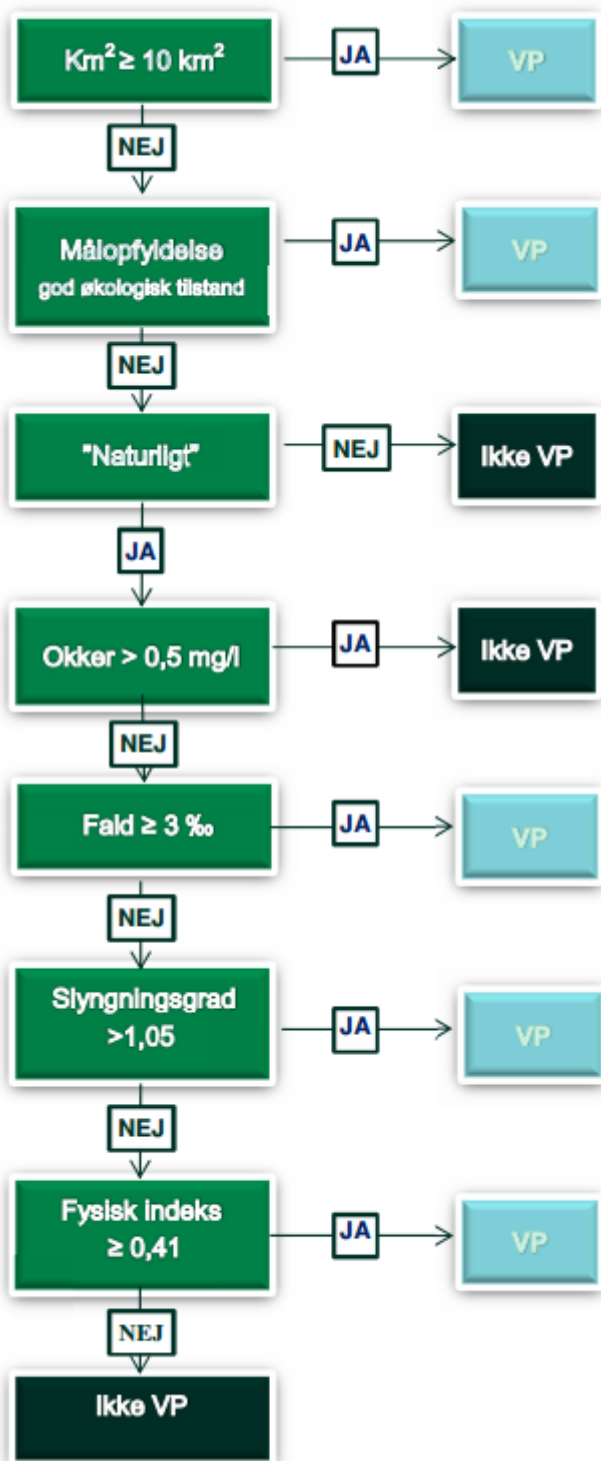 Km² ≥ 10 km²
JA
VP
NEJ
Målopfyldelse
god økologisk tilstand
JA
VP
NEJ
"Naturligt"
NEJ
Ikke VP
JA
Okker > 0,5 mg/l
JA
Ikke VP
NEJ
Fald ≥ 3 ‰
JA
VP
NEJ
Slyngningsgrad
>1,05
JA
VP
NEJ
Fysisk indeks
≥ 0,41
JA
VP
NEJ
Ikke VP